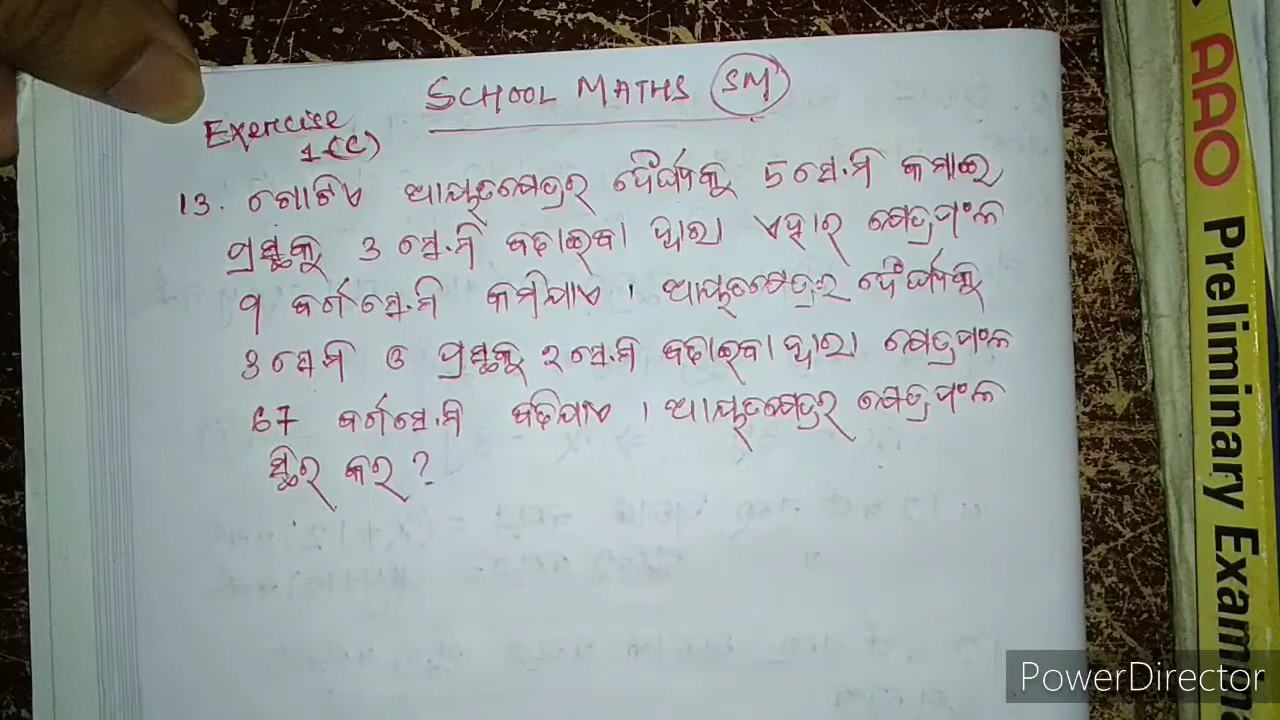 SCHOOL MATHS SM
Exercise
1(C)
13. ଗୋଟିଏ ଆୟତକ୍ଷେତ୍ରର ଦୈର୍ଘ୍ୟକୁ 5 ସେ.ମି କମାଇ
ପ୍ରସ୍ଥକୁ 3 ସେ.ମି ବଢାଇବା ଦ୍ୱାରା ଏହାର କ୍ଷେତ୍ରଫଳ
9 ବର୍ଗ ସେ.ମି କମିଯାଏ । ଆୟତକ୍ଷେତ୍ରର ଦୈର୍ଘ୍ୟକୁ
3 ସେ.ମି ଓ ପ୍ରସ୍ଥକୁ ୨ ସେ.ମି ବଢାଇବା ଦ୍ୱାରା କ୍ଷେତ୍ରଫଳ
67 ବର୍ଗସେ.ମି ବଢିଯାଏ । ଆୟତକ୍ଷେତ୍ରର କ୍ଷେତ୍ରଫଳ
ସ୍ଥିର କର ?
AAO Preliminary Exam
PowerDirector